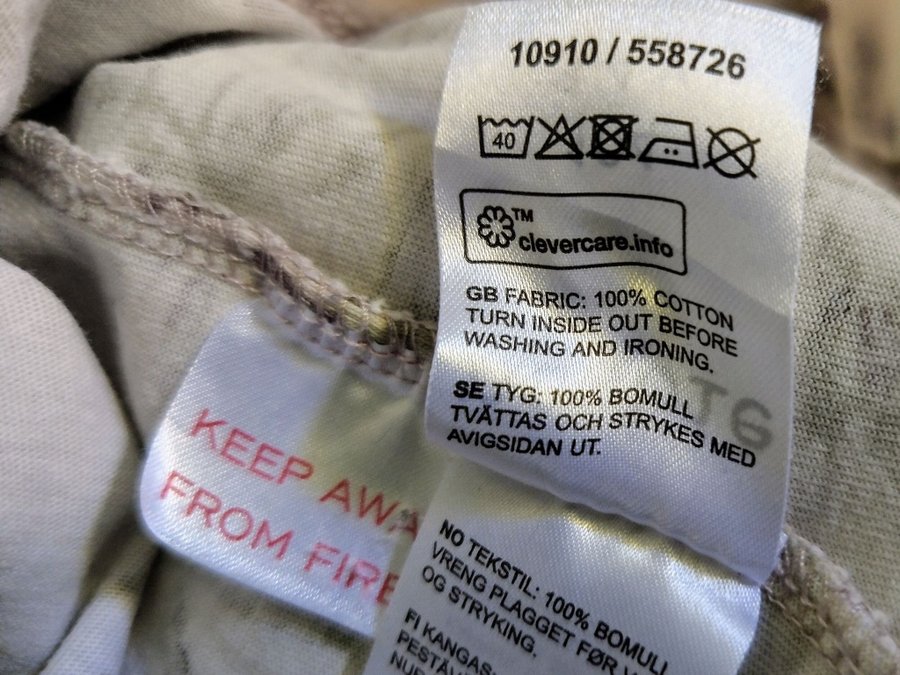 10910 / 558726
40
TM
clevercare.info
GB FABRIC: 100% COTTON
TURN INSIDE OUT BEFORE
WASHING AND IRONING.
SE TYG: 100% BOMULL
TVÄTTAS OCH STRYKES MED
AVIGSIDAN UT.
NO TEKSTIL: 100% BOMULL
VRENG PLAGGET FØR
OG STRYKING.
FI KANGAS:
KEEP AWA
FROM FIRE